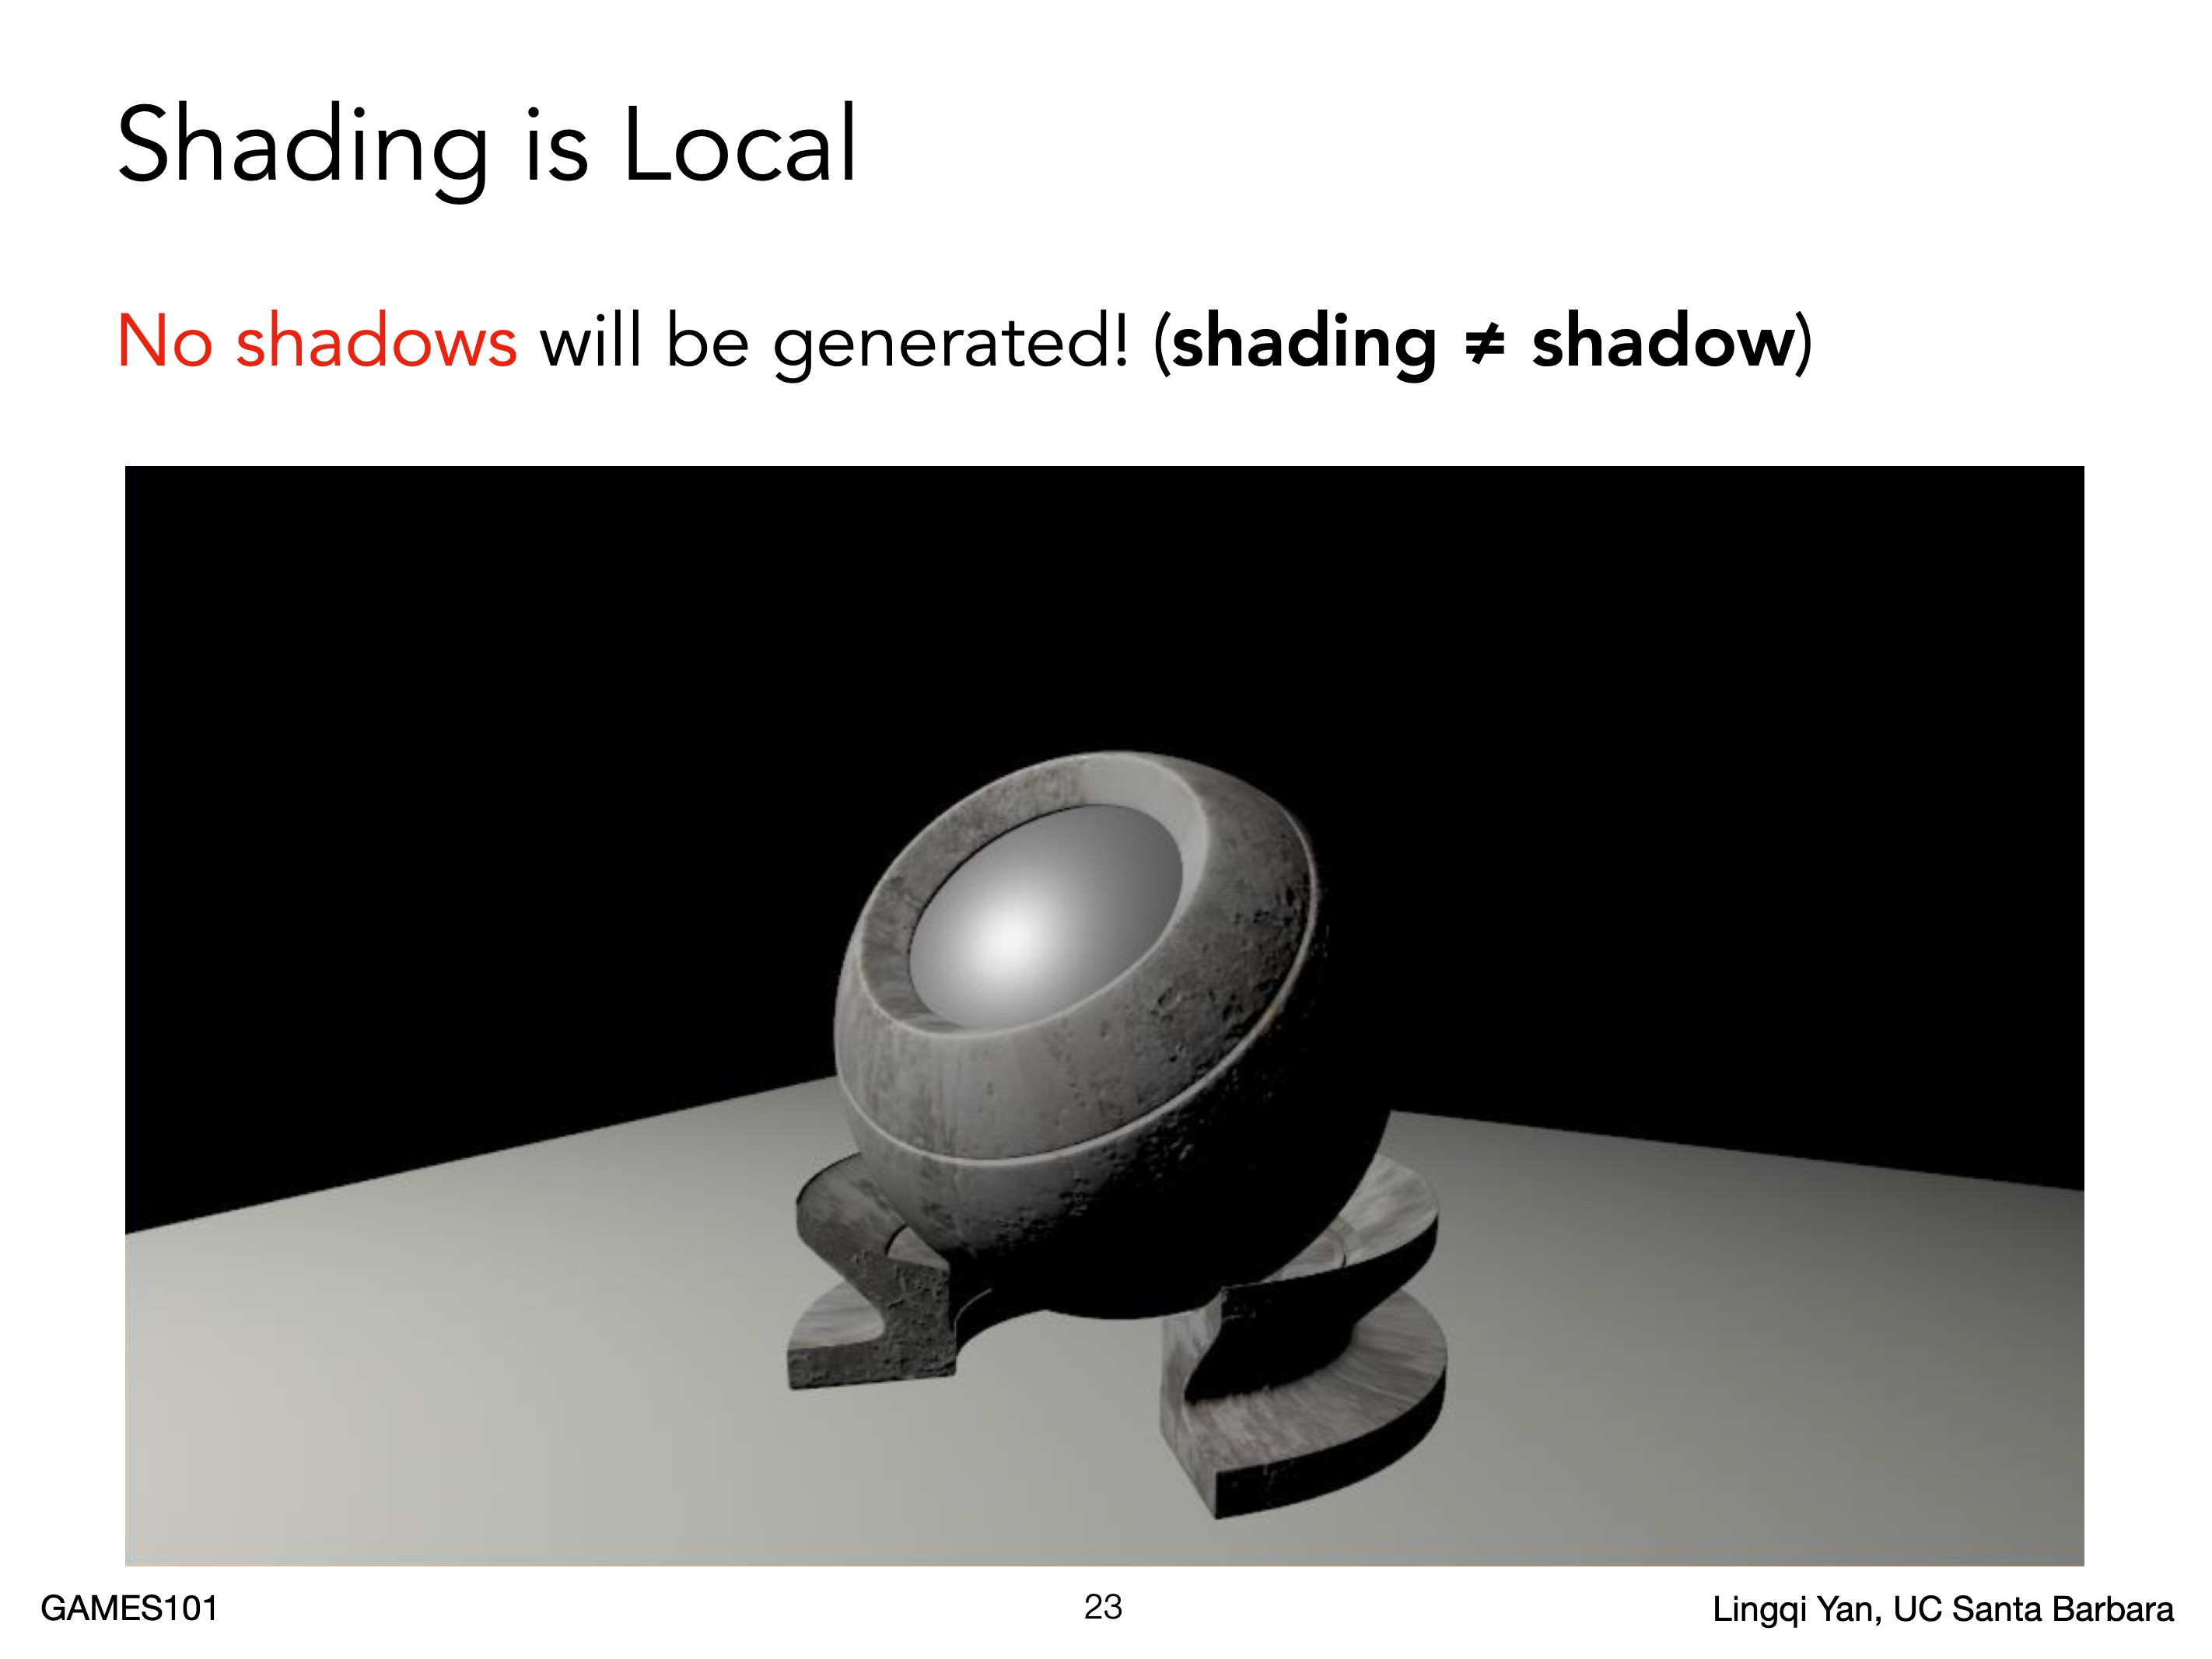 Shading is Local
No shadows will be generated! (shading ≠ shadow)
GAMES101
23
Lingqi Yan, UC Santa Barbara